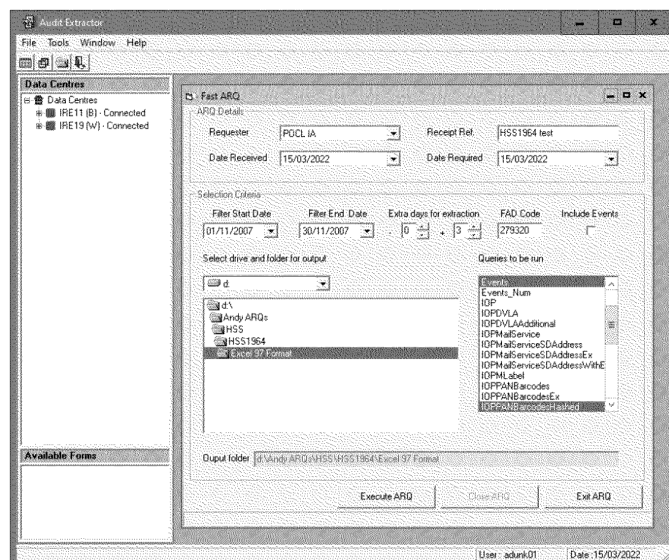 Audit Extractor
File Tools Window Help
Data Centres
Data Centres
IRE11 (B) - Connected
IRE19 (W) - Connected
Available Forms
Fast ARQ
ARQ Details
Requester POCL IA Receipt Ref. HSS1964 test
Date Received 15/03/2022 Date Required 15/03/2022
Selection Criteria
Filter Start Date Filter End Date Extra days for extraction FAD Code Include Events
01/11/2007 30/11/2007 - 0 + 3 279320
Select drive and folder for output Queries to be run
d:
d:\
Andy ARQs
HSS
HSS1964
Excel 97 Format
Events
Events_Num
IOP
IOPDVLA
IOPDVLAAdditional
IOPMailService
IOPMailServiceSDAddress
IOPMailServiceSDAddressEx
IOPMailServiceSDAddressWithE
IOPMLabel
IOPPANBarcodes
IOPPANBarcodesEx
IOPPANBarcodesHashed
Ouput folder d:\Andy ARQs\HSS\HSS1964\Excel 97 Format
Execute ARQ Close ARQ Exit ARQ
User : adunk01 Date :15/03/2022